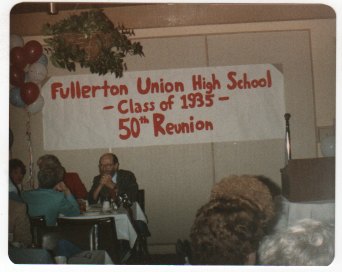 Fullerton Union High School
- Class of 1935 -
50th Reunion